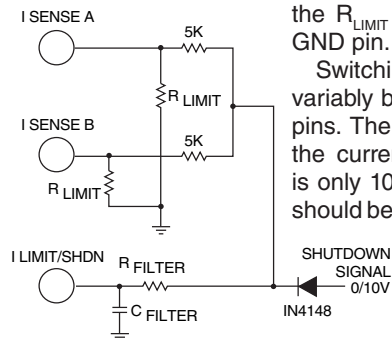 I SENSE A
5K
R LIMIT
I SENSE B
5K
R LIMIT
I LIMIT/SHDN
R FILTER
C FILTER
SHUTDOWN
SIGNAL
0/10V
IN4148
the R LIMIT
GND pin.
Switchi
variably b
pins. The
the curre
is only 10
should be